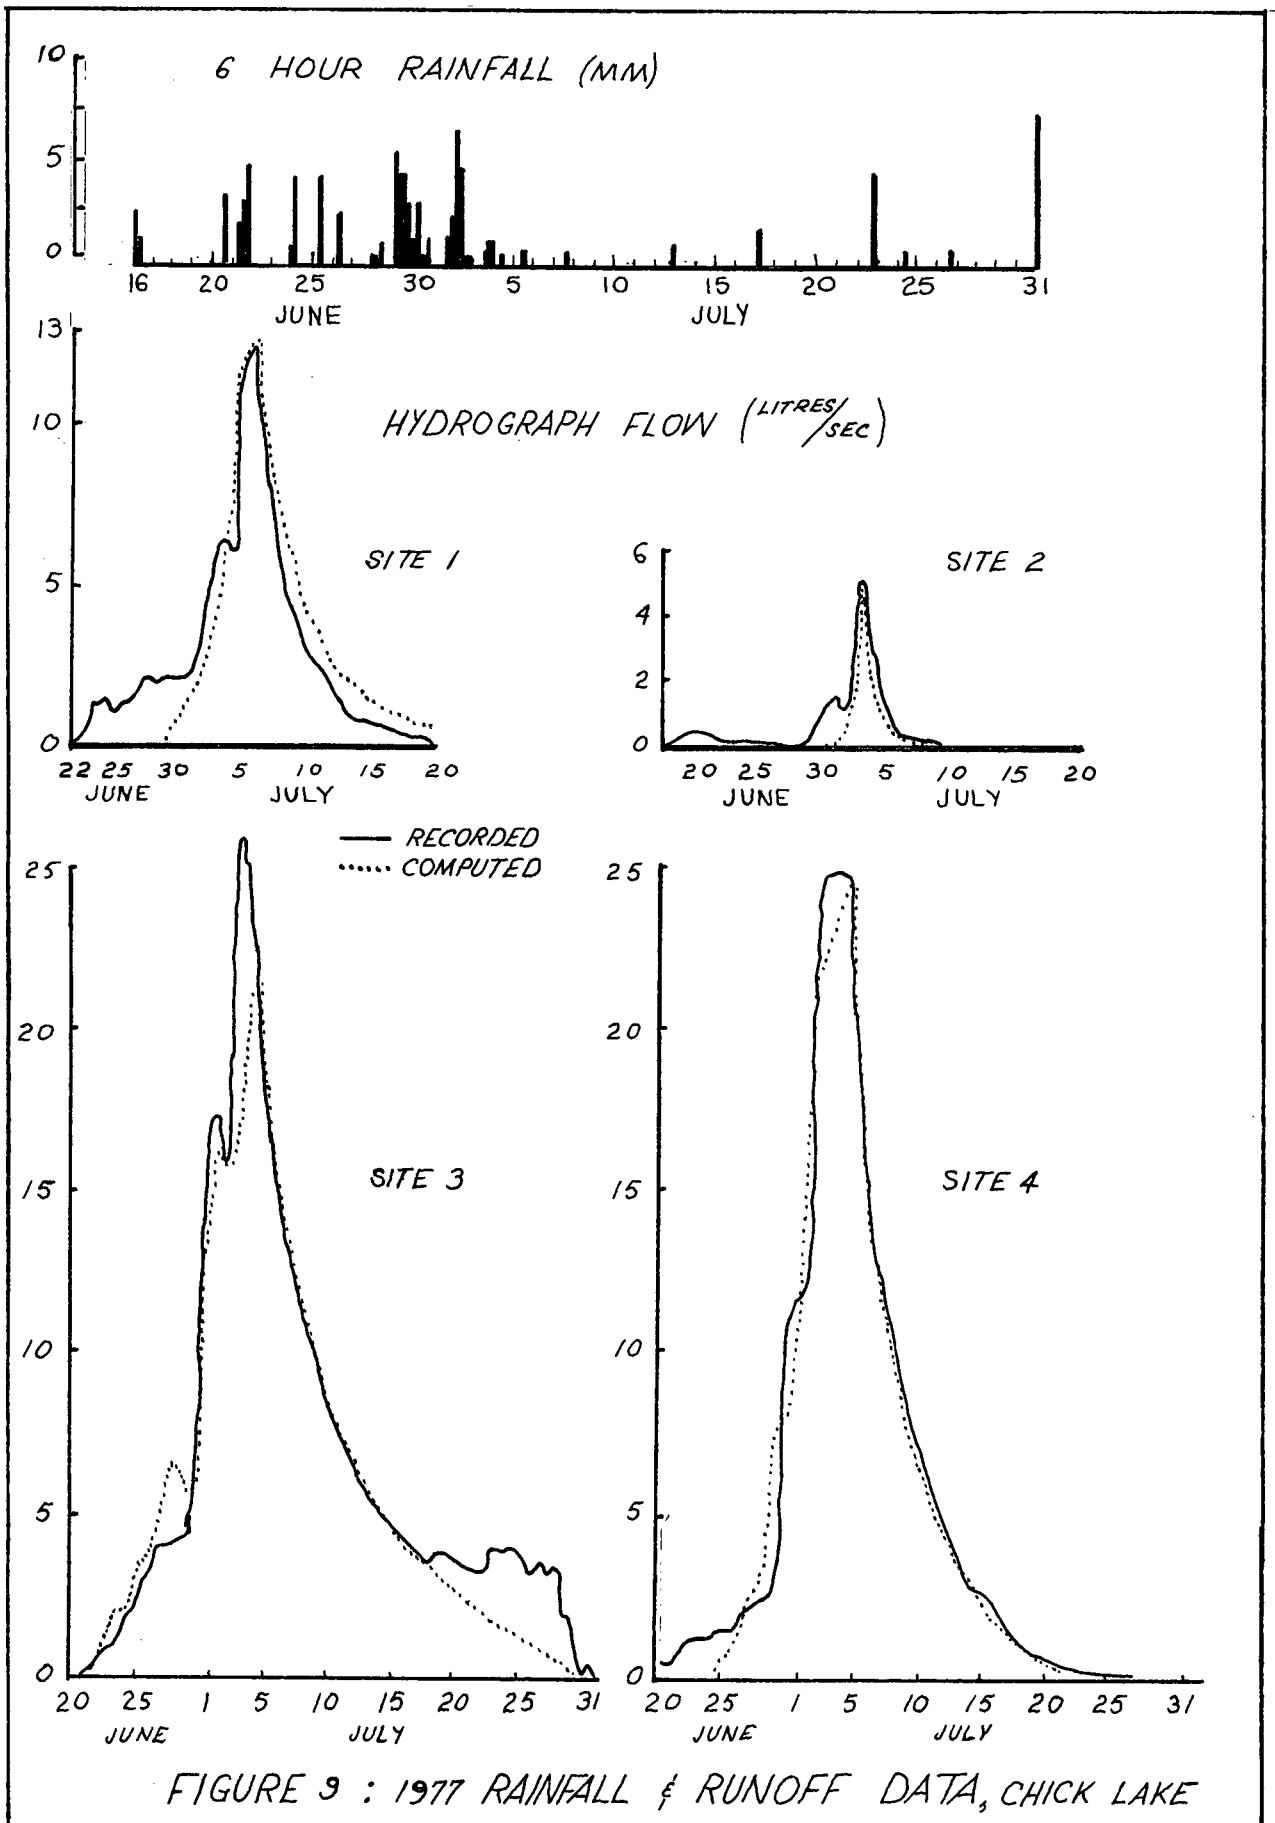 10
6 HOUR RAINFALL (MM)
5
0
16 20 25 30 5 10 15 20 25 31
JUNE JULY
13
10
HYDROGRAPH FLOW (LITRES/SEC)
5
SITE 1
0
22 25 30 5 10 15 20
JUNE JULY
6
SITE 2
4
2
0
20 25 30 5 10 15 20
JUNE JULY
RECORDED
COMPUTED
25
20
15
SITE 3
10
5
0
20 25 1 5 10 15 20 25 31
JUNE JULY
25
20
15
SITE 4
10
5
0
20 25 1 5 10 15 20 25 31
JUNE JULY
FIGURE 9 : 1977 RAINFALL & RUNOFF DATA, CHICK LAKE